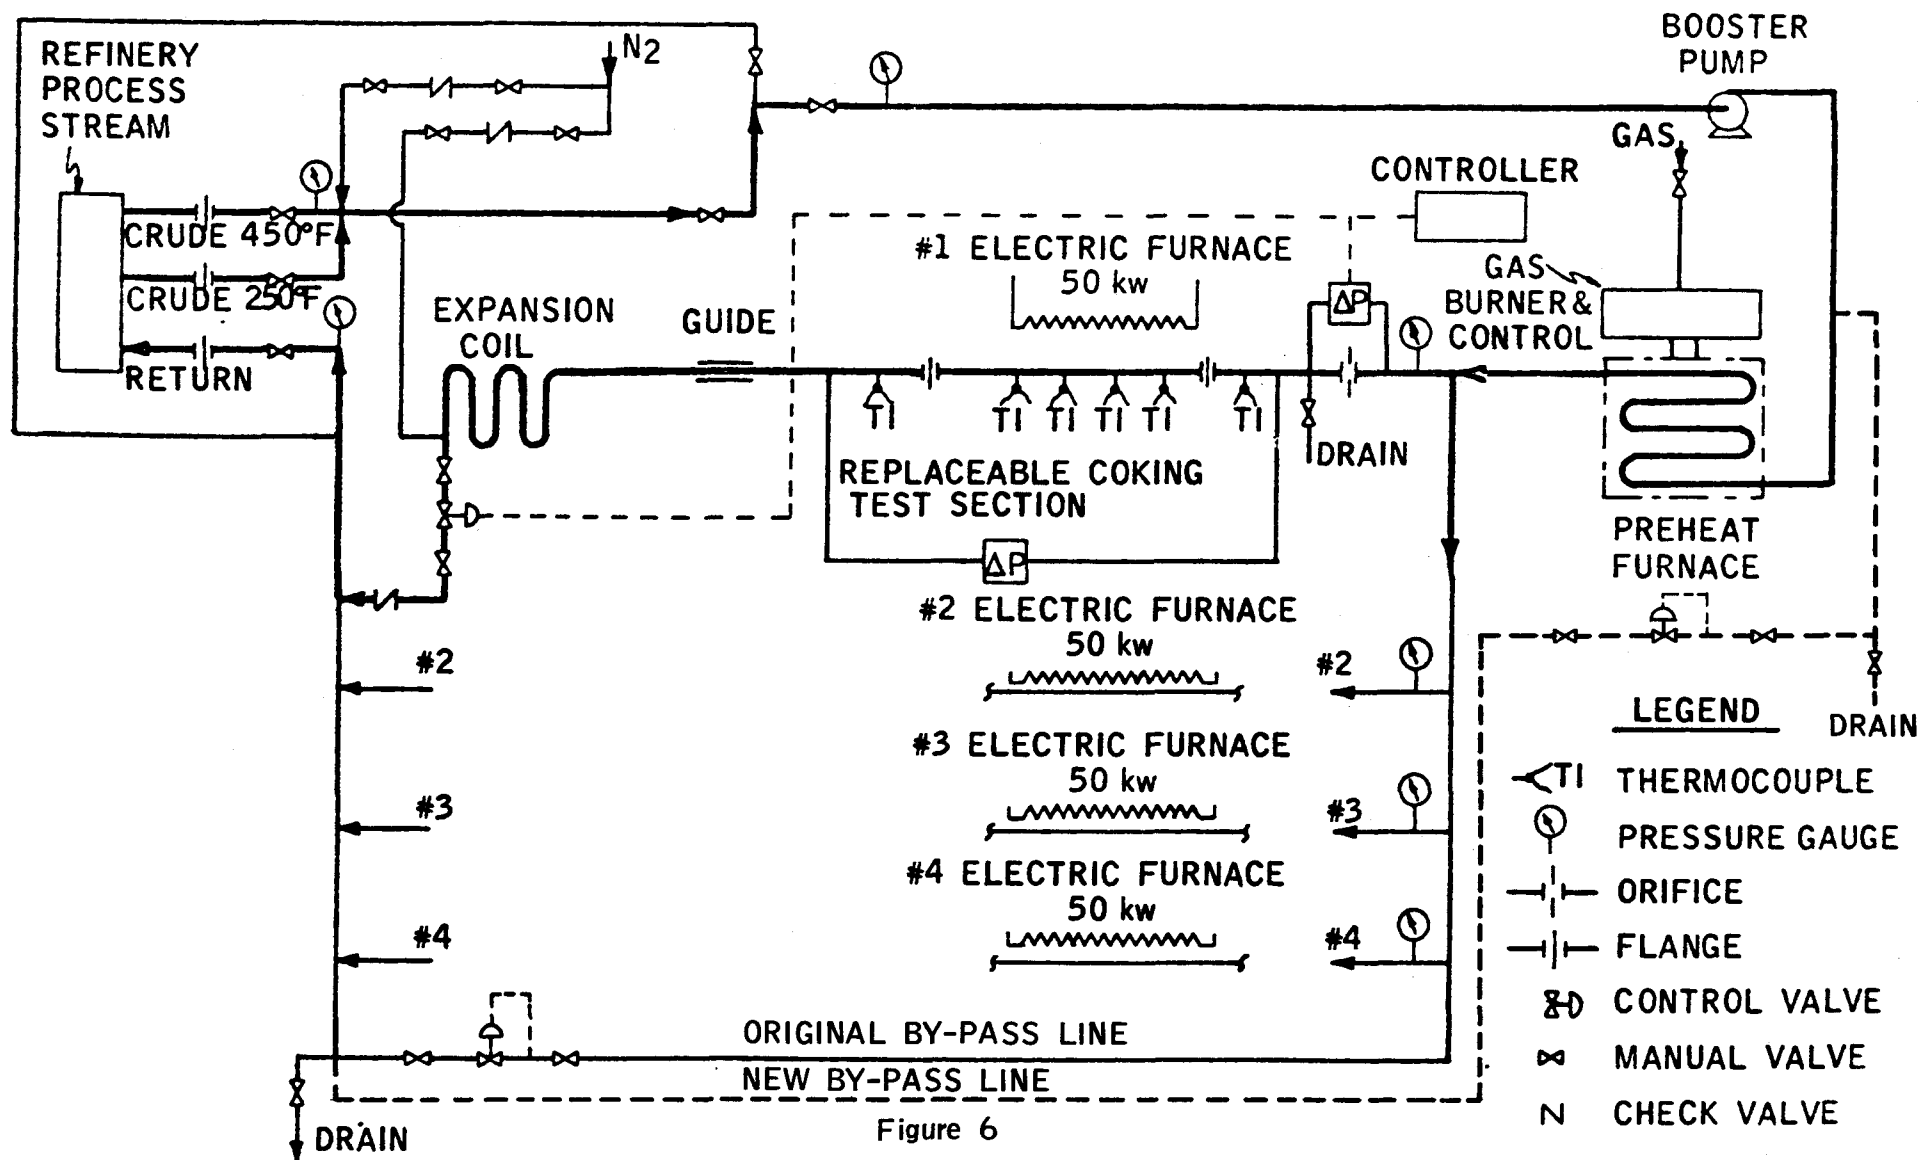 REFINERY
PROCESS
STREAM
N2
BOOSTER
PUMP
GAS
CONTROLLER
CRUDE 450°F
CRUDE 250°F
RETURN
EXPANSION
COIL
GUIDE
#1 ELECTRIC FURNACE
50 kw
ΔP
GAS
BURNER &
CONTROL
TI
TI
TI
TI
TI
TI
DRAIN
REPLACEABLE COKING
TEST SECTION
ΔP
PREHEAT
FURNACE
#2 ELECTRIC FURNACE
50 kw
#2
#2
#3 ELECTRIC FURNACE
50 kw
#3
#3
#4 ELECTRIC FURNACE
50 kw
#4
#4
DRAIN
LEGEND
TI THERMOCOUPLE
PRESSURE GAUGE
ORIFICE
FLANGE
CONTROL VALVE
MANUAL VALVE
CHECK VALVE
ORIGINAL BY-PASS LINE
NEW BY-PASS LINE
DRAIN
Figure 6